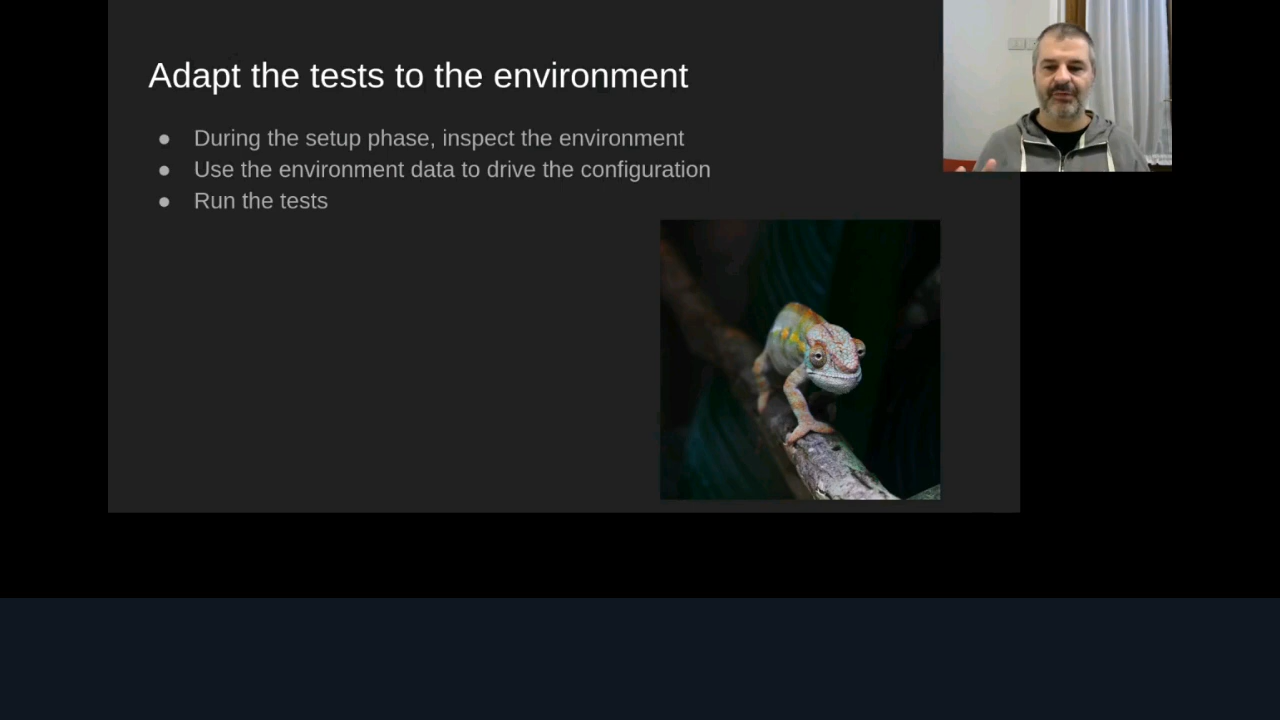 Adapt the tests to the environment
● During the setup phase, inspect the environment
● Use the environment data to drive the configuration
● Run the tests